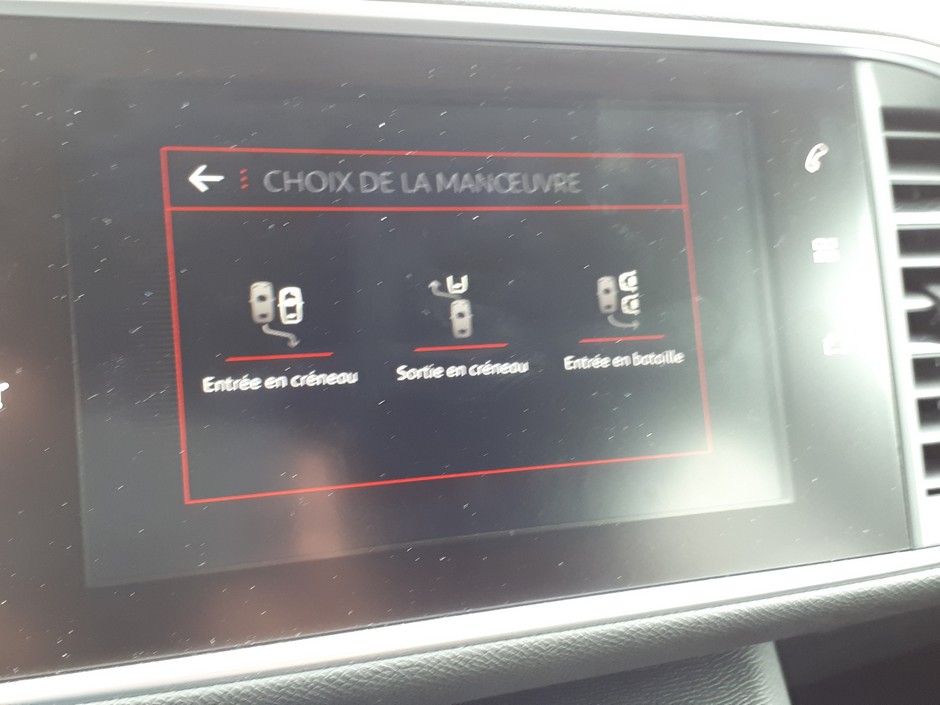 CHOIX DE LA MANŒUVRE
Entrée en créneau
Sortie en créneau
Entrée en bataille